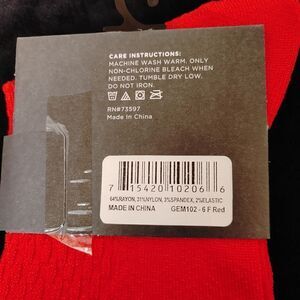 CARE INSTRUCTIONS:
MACHINE WASH WARM. ONLY
NON-CHLORINE BLEACH WHEN
NEEDED. TUMBLE DRY LOW.
DO NOT IRON.
RN#73597
Made In China
7 15420 10206 6
64%RAYON, 31%NYLON, 3%SPANDEX, 2%ELASTIC
MADE IN CHINA GEM102 - 6 F Red